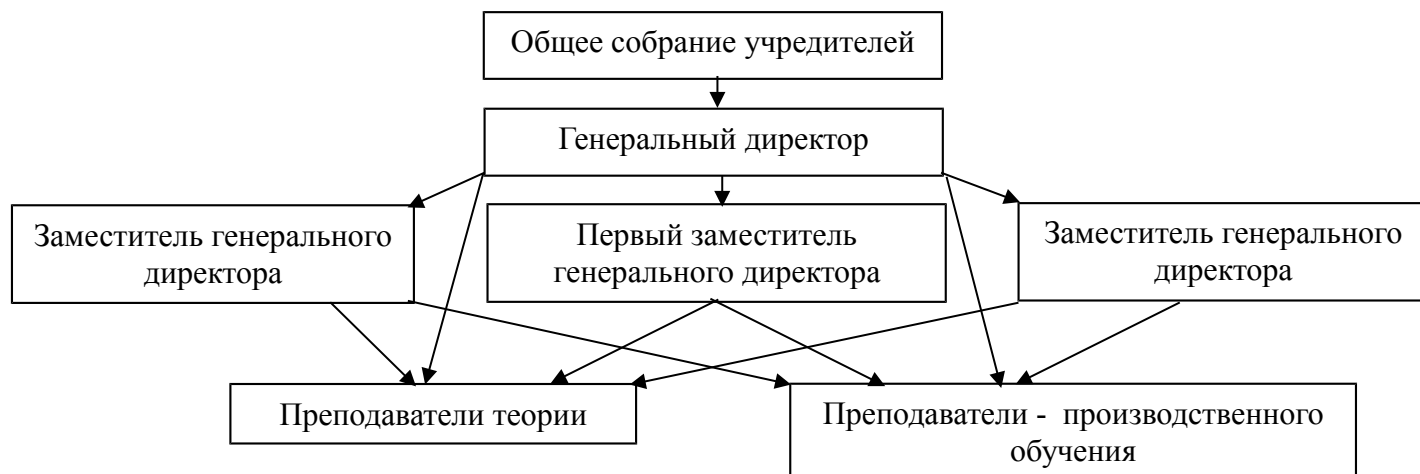 Общее собрание учредителей
Генеральный директор
Заместитель генерального
директора
Первый заместитель
генерального директора
Заместитель генерального
директора
Преподаватели теории
Преподаватели - производственного
обучения